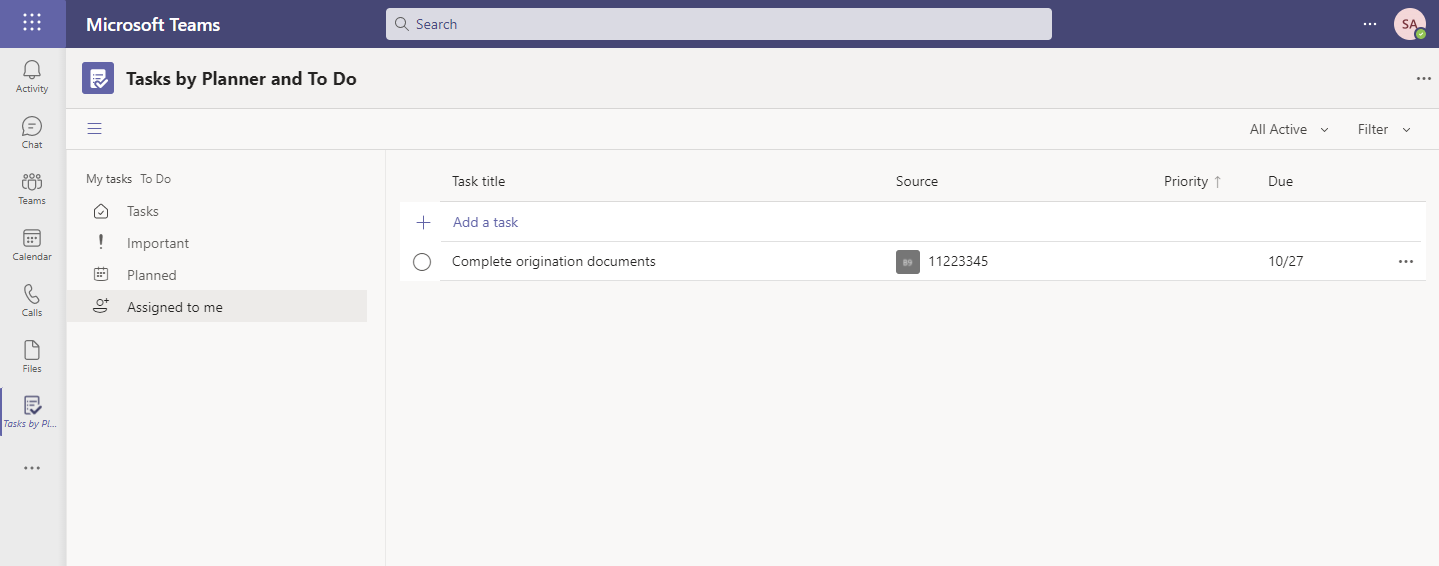 Microsoft Teams
Search
SA
Activity
Chat
Teams
Calendar
Calls
Files
Tasks by Pl...
Tasks by Planner and To Do
All Active
Filter
My tasks To Do
Tasks
Important
Planned
Assigned to me
Task title Source Priority ↑ Due
Add a task
Complete origination documents 11223345 10/27